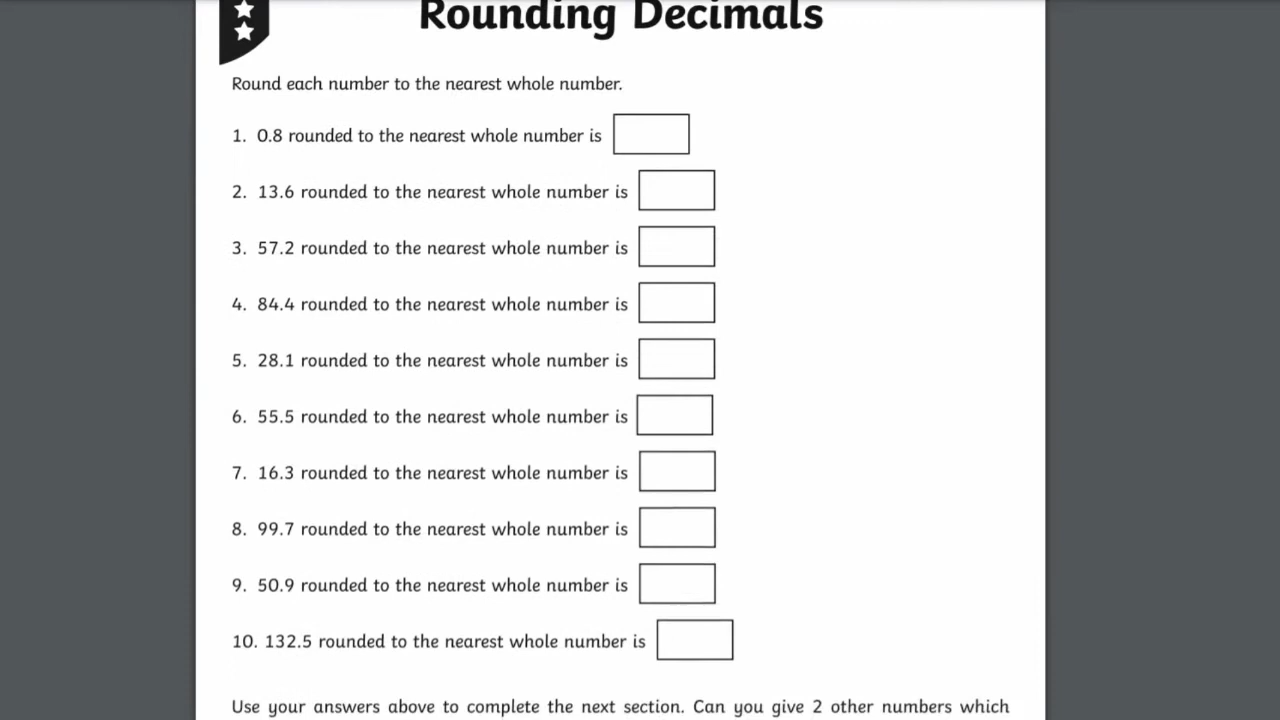 Rounding Decimals
Round each number to the nearest whole number.
1. 0.8 rounded to the nearest whole number is
2. 13.6 rounded to the nearest whole number is
3. 57.2 rounded to the nearest whole number is
4. 84.4 rounded to the nearest whole number is
5. 28.1 rounded to the nearest whole number is
6. 55.5 rounded to the nearest whole number is
7. 16.3 rounded to the nearest whole number is
8. 99.7 rounded to the nearest whole number is
9. 50.9 rounded to the nearest whole number is
10. 132.5 rounded to the nearest whole number is
Use your answers above to complete the next section. Can you give 2 other numbers which